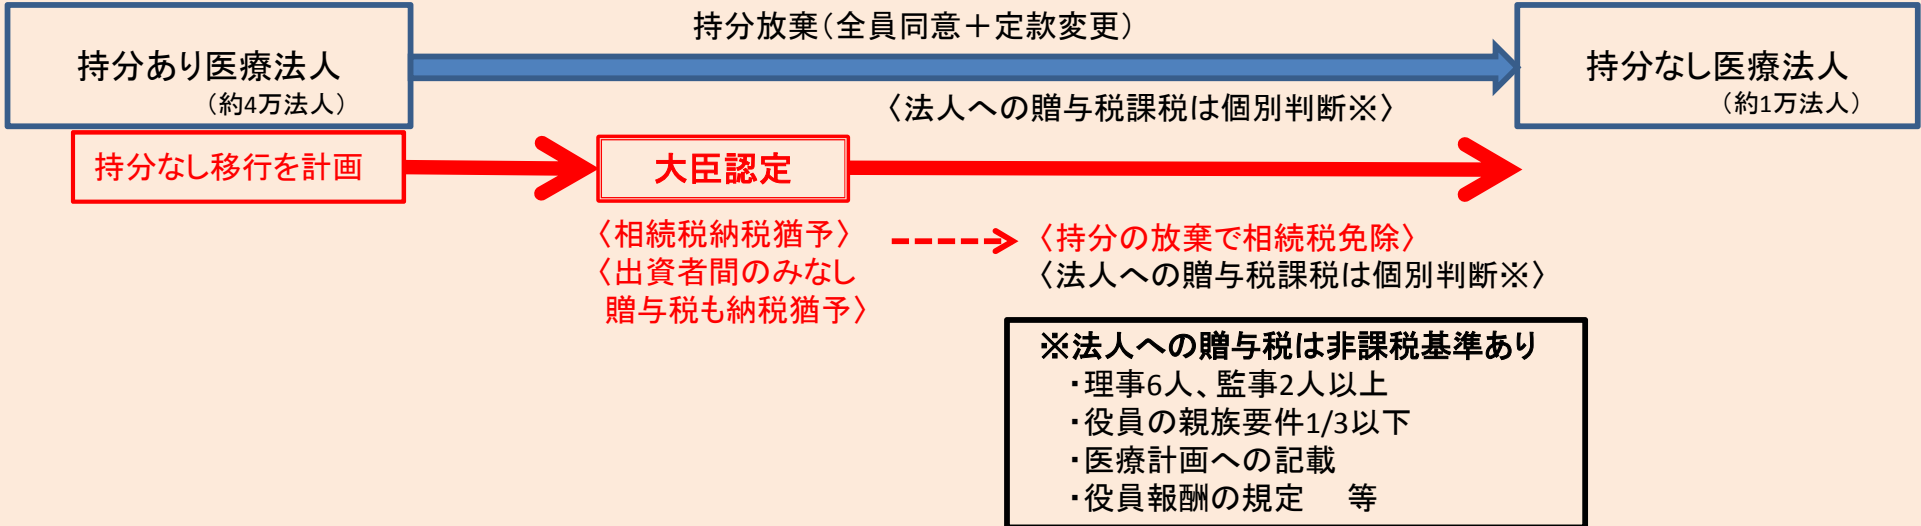 持分放棄（全員同意＋定款変更）
持分あり医療法人
（約4万法人）
持分なし医療法人
（約1万法人）
〈法人への贈与税課税は個別判断※〉
持分なし移行を計画
大臣認定
〈相続税納税猶予〉
〈出資者間のみなし
贈与税も納税猶予〉
〈持分の放棄で相続税免除〉
〈法人への贈与税課税は個別判断※〉
※法人への贈与税は非課税基準あり
・理事6人、監事2人以上
・役員の親族要件1/3以下
・医療計画への記載
・役員報酬の規定　等